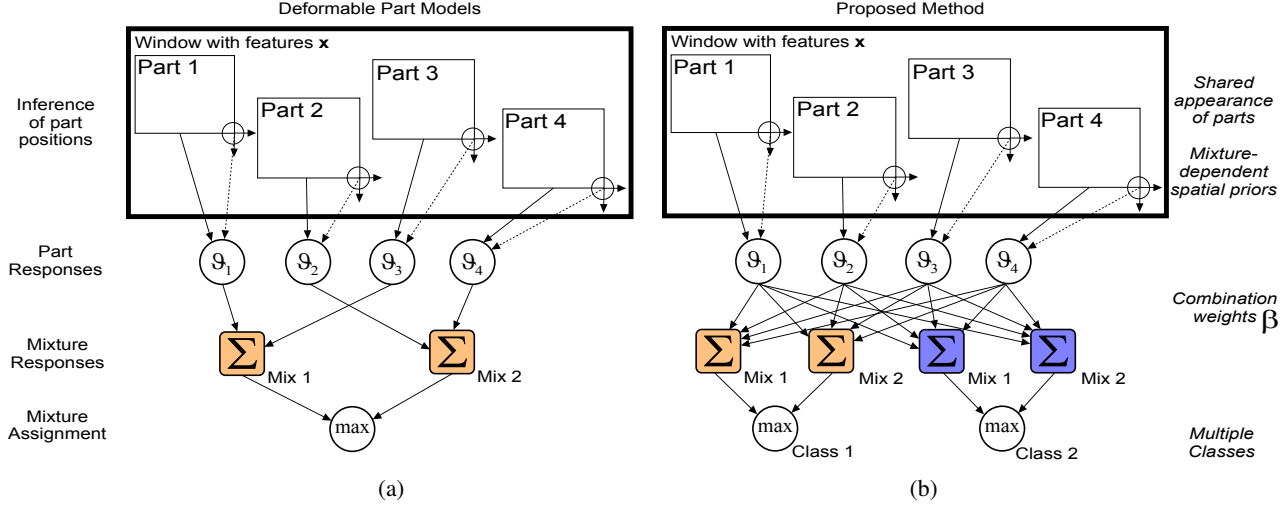 Deformable Part Models
Window with features x
Part 1
Part 2
Part 3
Part 4
Inference
of part
positions
Part
Responses
ϑ1
ϑ2
ϑ3
ϑ4
Mixture
Responses
Σ
Mix 1
Σ
Mix 2
Mixture
Assignment
max
(a)
Proposed Method
Window with features x
Part 1
Part 2
Part 3
Part 4
Shared
appearance
of parts
Mixture-
dependent
spatial priors
ϑ1
ϑ2
ϑ3
ϑ4
Combination
weights β
Σ
Mix 1
Σ
Mix 2
Σ
Mix 1
Σ
Mix 2
max
Class 1
max
Class 2
Multiple
Classes
(b)